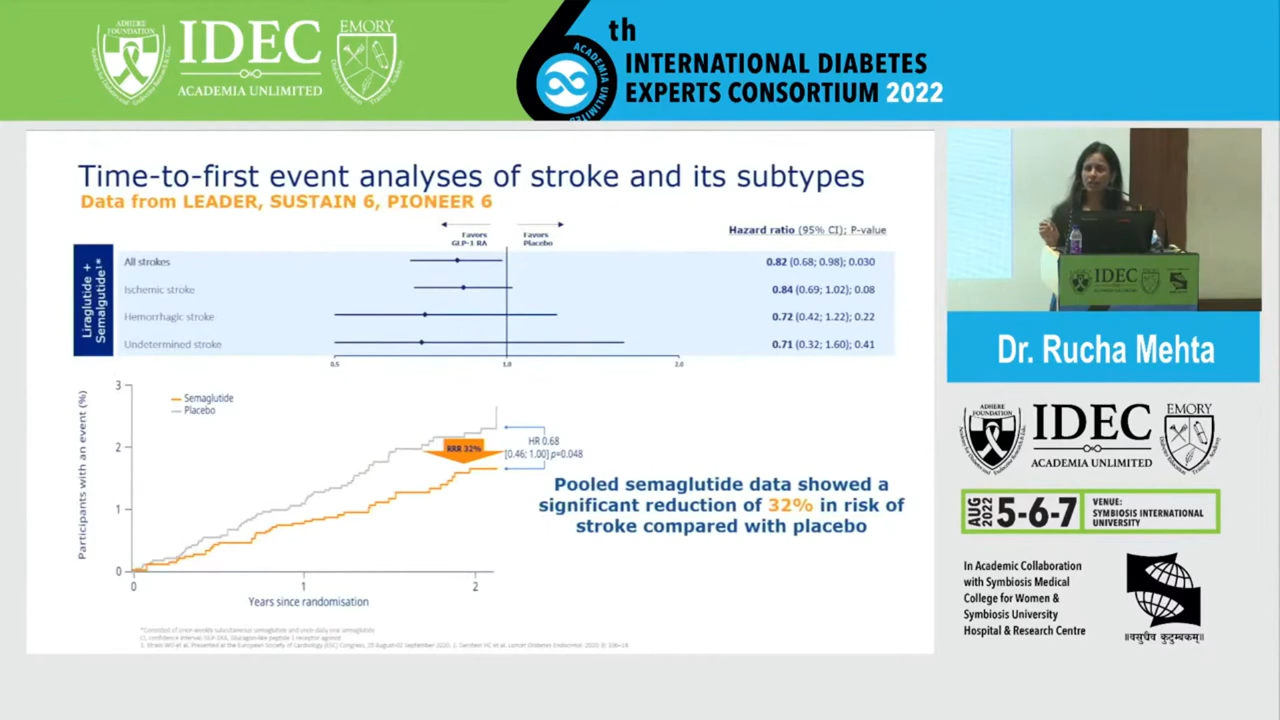 ADHERE
FOUNDATION
IDEC
ACADEMIA UNLIMITED
EMORY
6th
ACADEMIA UNLIMITED
INTERNATIONAL DIABETES
EXPERTS CONSORTIUM 2022
Time-to-first event analyses of stroke and its subtypes
Data from LEADER, SUSTAIN 6, PIONEER 6
Favors
GLP-1 RA
Favors
Placebo
Hazard ratio (95% CI); P-value
Liraglutide +
Semalgutide¹*
All strokes
0.82 (0.68; 0.98); 0.030
Ischemic stroke
0.84 (0.69; 1.02); 0.08
Hemorrhagic stroke
0.72 (0.42; 1.22); 0.22
Undetermined stroke
0.71 (0.32; 1.60); 0.41
0.5
1.0
2.0
Participants with an event (%)
3
2
1
0
Semaglutide
Placebo
RRR 32%
HR 0.68
[0.46; 1.00] p=0.048
0
1
2
Years since randomisation
Pooled semaglutide data showed a
significant reduction of 32% in risk of
stroke compared with placebo
IDEC
Dr. Rucha Mehta
ADHERE
FOUNDATION
IDEC
ACADEMIA UNLIMITED
EMORY
AUG
2022
5-6-7
VENUE:
SYMBIOSIS INTERNATIONAL
UNIVERSITY
In Academic Collaboration
with Symbiosis Medical
College for Women &
Symbiosis University
Hospital & Research Centre
॥वसुधैव कुटुम्बकम्॥